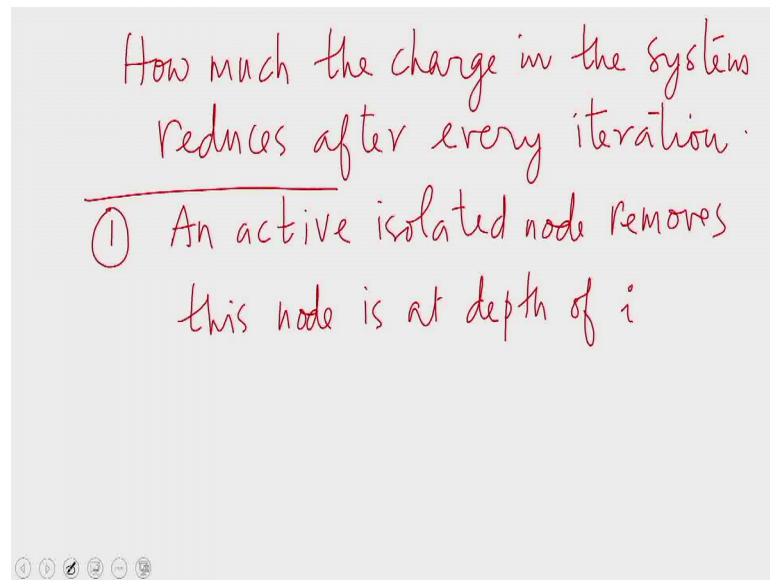 How much the charge in the system
reduces after every iteration.
① An active isolated node removes
this node is at depth of i